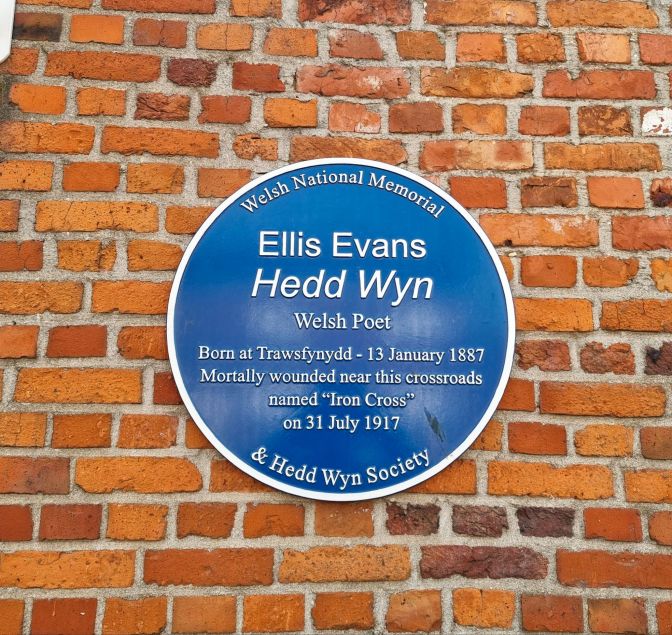 Welsh National Memorial
Ellis Evans
Hedd Wyn
Welsh Poet
Born at Trawsfynydd - 13 January 1887
Mortally wounded near this crossroads
named “Iron Cross”
on 31 July 1917
& Hedd Wyn Society